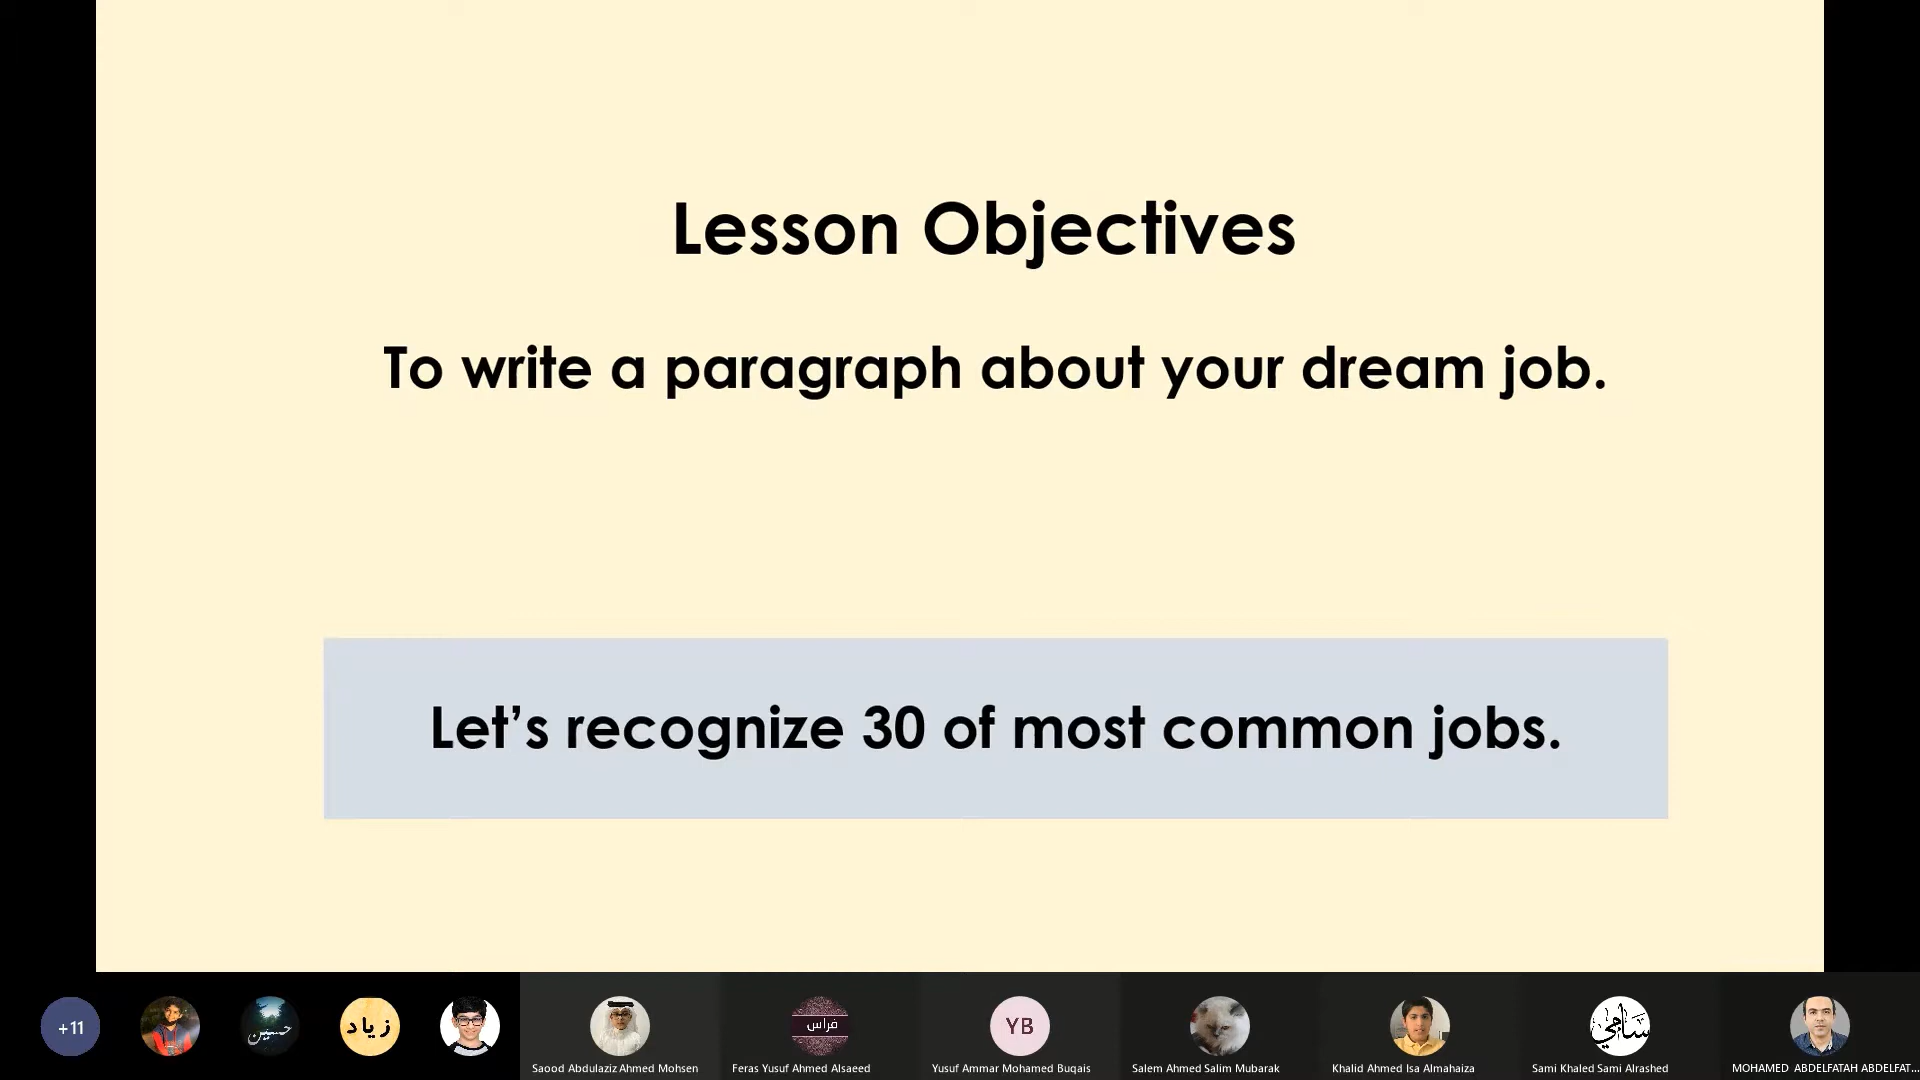 Lesson Objectives
To write a paragraph about your dream job.
Let’s recognize 30 of most common jobs.
+11
حسين
زياد
فراس
YB
سامي
Saood Abdulaziz Ahmed Mohsen
Feras Yusuf Ahmed Alsaeed
Yusuf Ammar Mohamed Buqais
Salem Ahmed Salim Mubarak
Khalid Ahmed Isa Almahaiza
Sami Khaled Sami Alrashed
MOHAMED ABDELFATAH ABDELFAT...